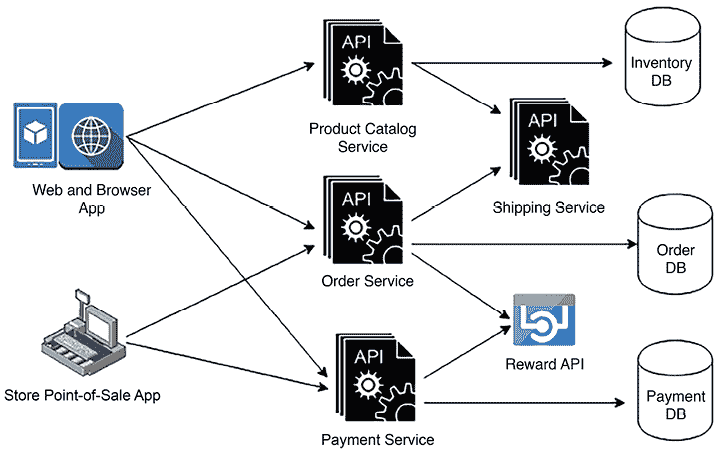 API
Product Catalog
Service
Inventory
DB
Web and Browser
App
API
Shipping Service
API
Order Service
Order
DB
Store Point-of-Sale App
Reward API
API
Payment Service
Payment
DB